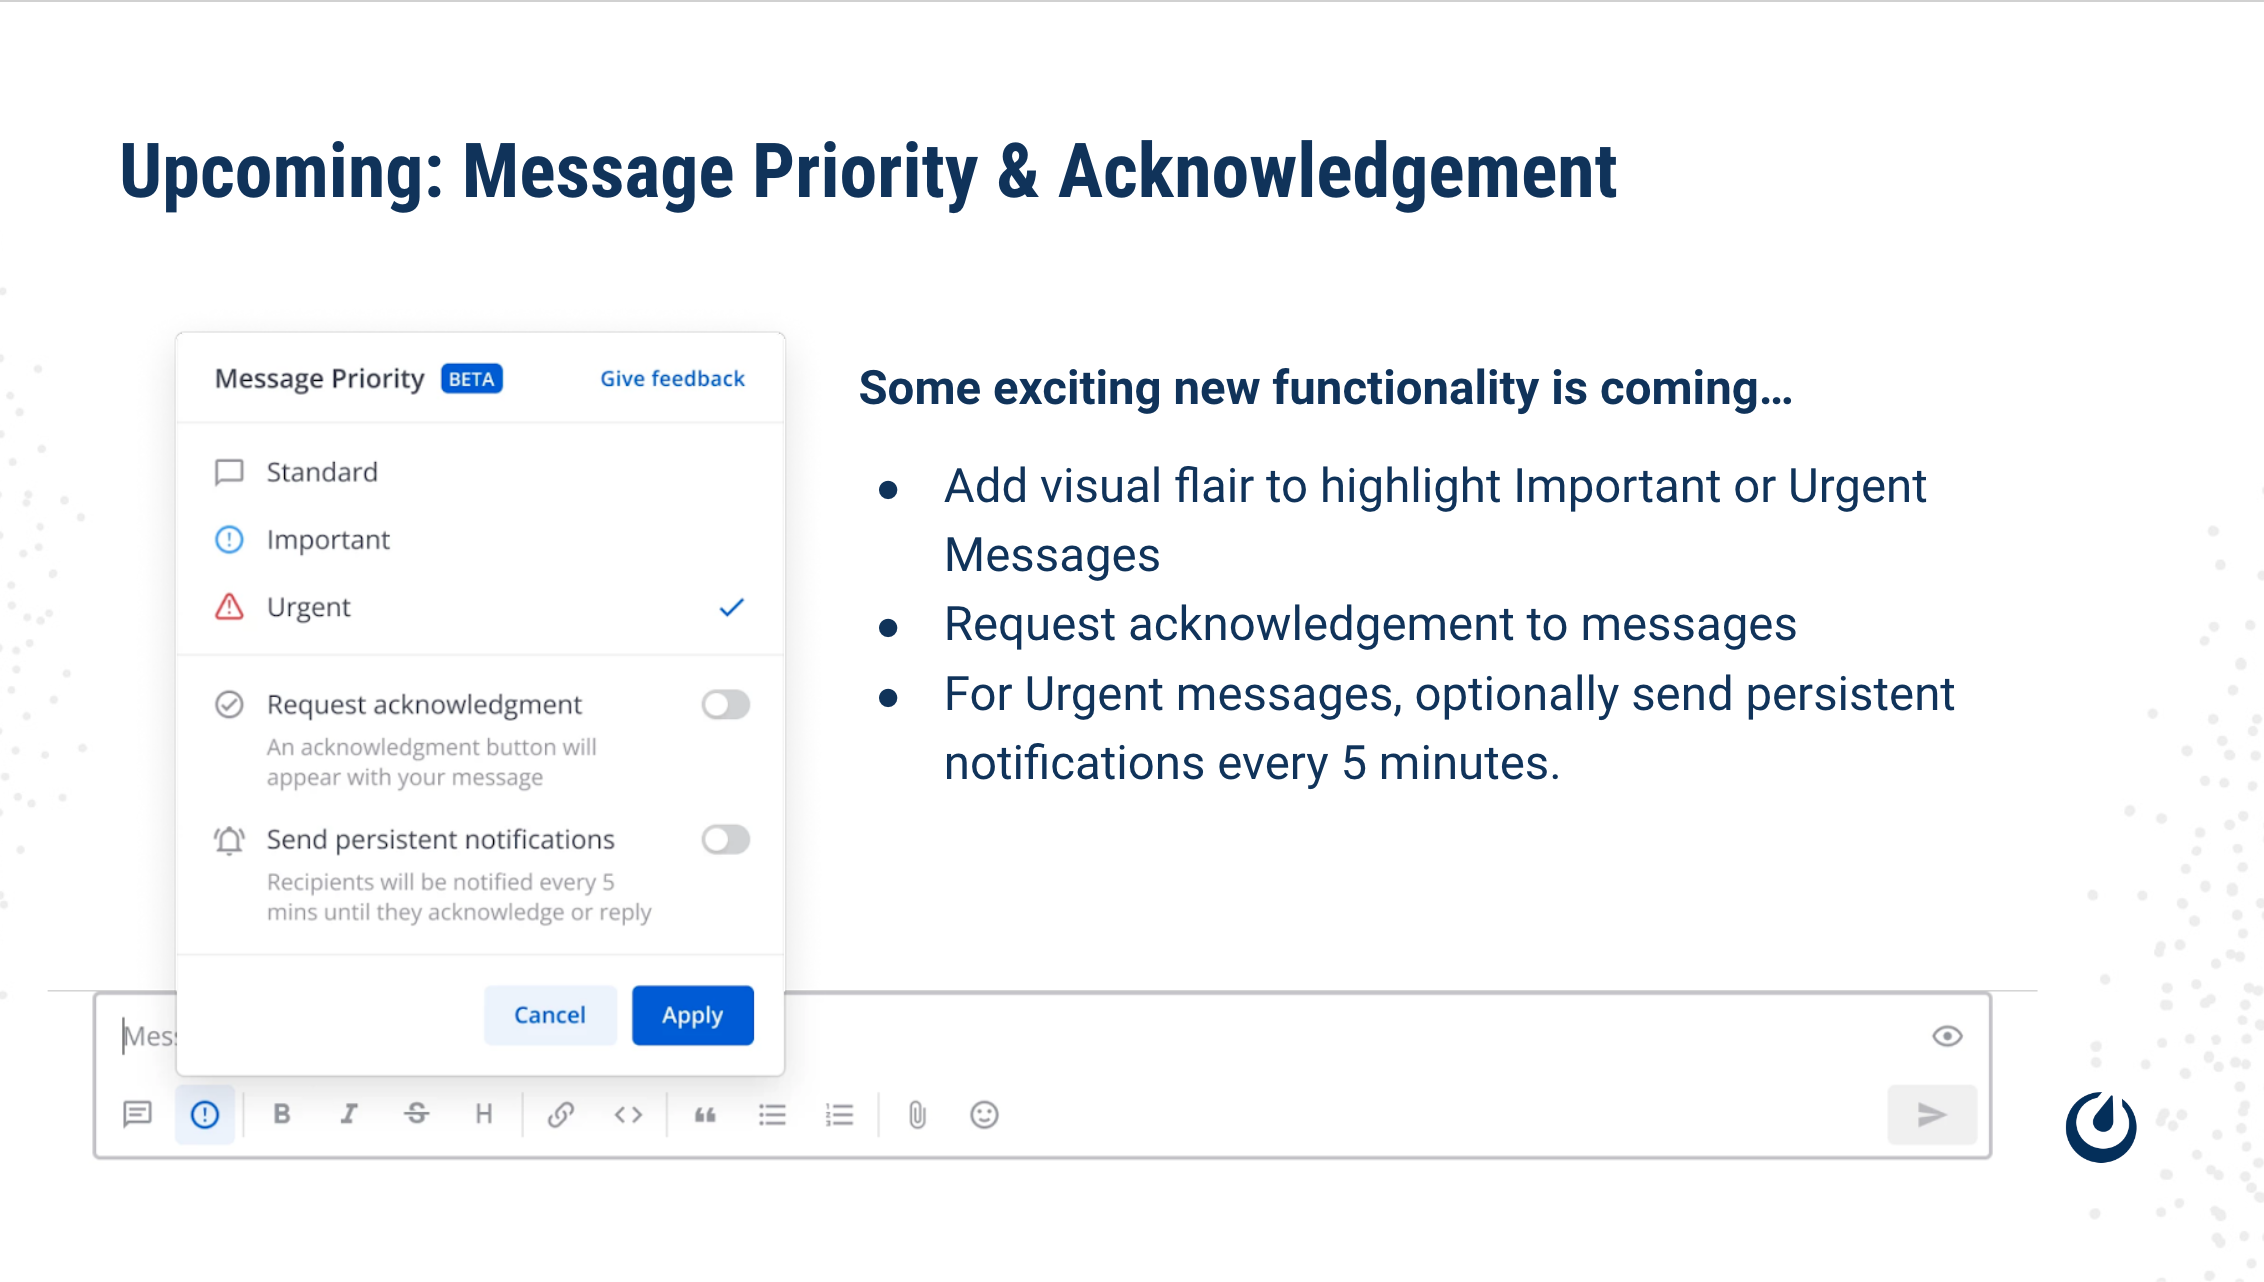 Upcoming: Message Priority & Acknowledgement
Message Priority BETA Give feedback
Standard
Important
Urgent
Request acknowledgment
An acknowledgment button will
appear with your message
Send persistent notifications
Recipients will be notified every 5
mins until they acknowledge or reply
Cancel Apply
Some exciting new functionality is coming...
● Add visual flair to highlight Important or Urgent
Messages
● Request acknowledgement to messages
● For Urgent messages, optionally send persistent
notifications every 5 minutes.
B I S H